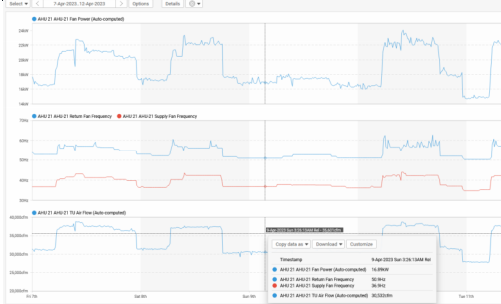 Select
7-Apr-2023..13-Apr-2023
Options
Details
AHU 21 AHU-21 Fan Power (Auto-computed)
24kW
22kW
20kW
18kW
16kW
14kW
AHU 21 AHU-21 Return Fan Frequency AHU 21 AHU-21 Supply Fan Frequency
70Hz
60Hz
50Hz
40Hz
30Hz
AHU 21 AHU-21 TU Air Flow (Auto-computed)
40,000cfm
35,000cfm
30,000cfm
25,000cfm
20,000cfm
Fri 7th
Sat 8th
Sun 9th
Tue 11th
Copy data as
Download
Customize
Timestamp 9-Apr-2023 Sun 3:26:13AM Rel
AHU 21 AHU-21 Fan Power (Auto-computed) 16.89kW
AHU 21 AHU-21 Return Fan Frequency 50.9Hz
AHU 21 AHU-21 Supply Fan Frequency 36.9Hz
AHU 21 AHU-21 TU Air Flow (Auto-computed) 30,532cfm